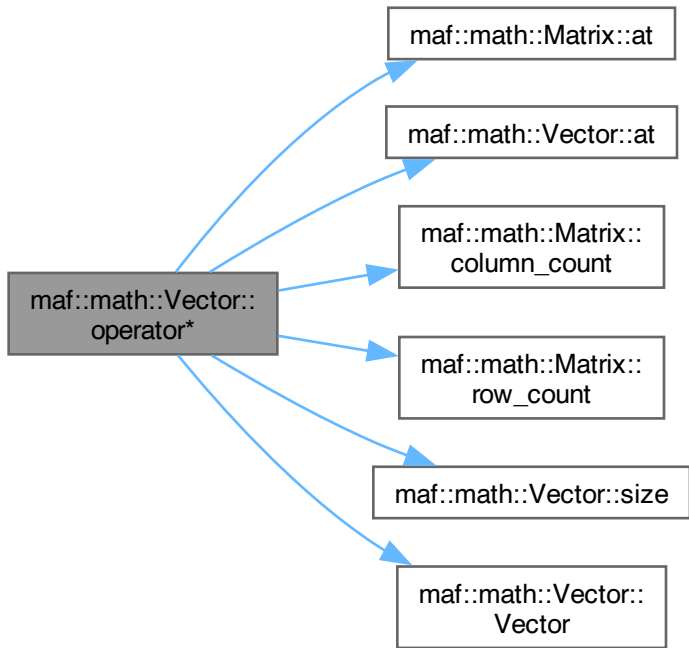 maf::math::Matrix::at
maf::math::Vector::at
maf::math::Matrix::
column_count
maf::math::Vector::
operator*
maf::math::Matrix::
row_count
maf::math::Vector::size
maf::math::Vector::
Vector